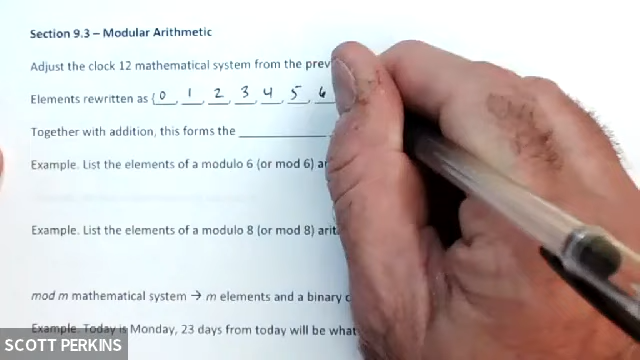 Section 9.3 – Modular Arithmetic
Adjust the clock 12 mathematical system from the prev
Elements rewritten as {0, 1, 2, 3, 4, 5, 6
Together with addition, this forms the ____________
Example. List the elements of a modulo 6 (or mod 6) a
Example. List the elements of a modulo 8 (or mod 8) arit
mod m mathematical system → m elements and a binary
Example. Today is Monday, 23 days from today will be what
SCOTT PERKINS